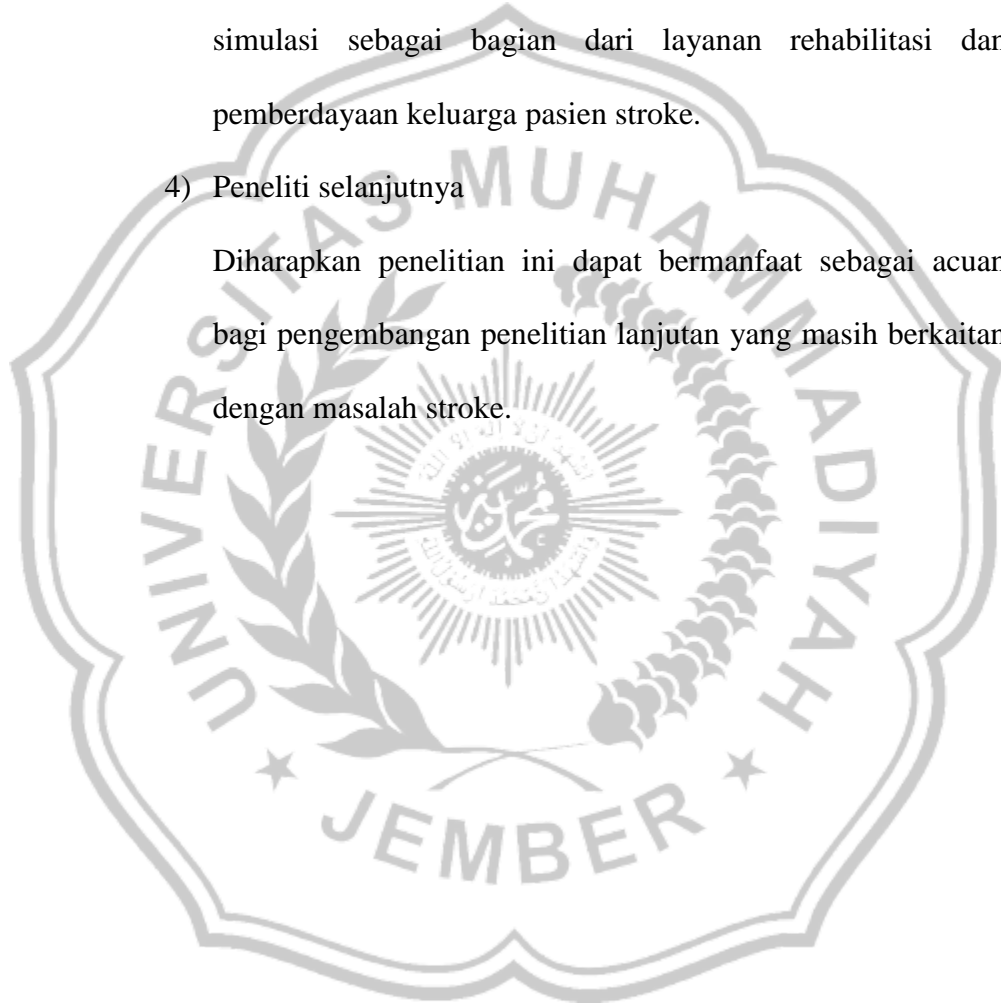 simulasi sebagai bagian dari layanan rehabilitasi dan
pemberdayaan keluarga pasien stroke.
4) Peneliti selanjutnya
Diharapkan penelitian ini dapat bermanfaat sebagai acuan
bagi pengembangan penelitian lanjutan yang masih berkaitan
dengan masalah stroke.
UNIVERSITAS MUHAMMADIYAH
JEMBER